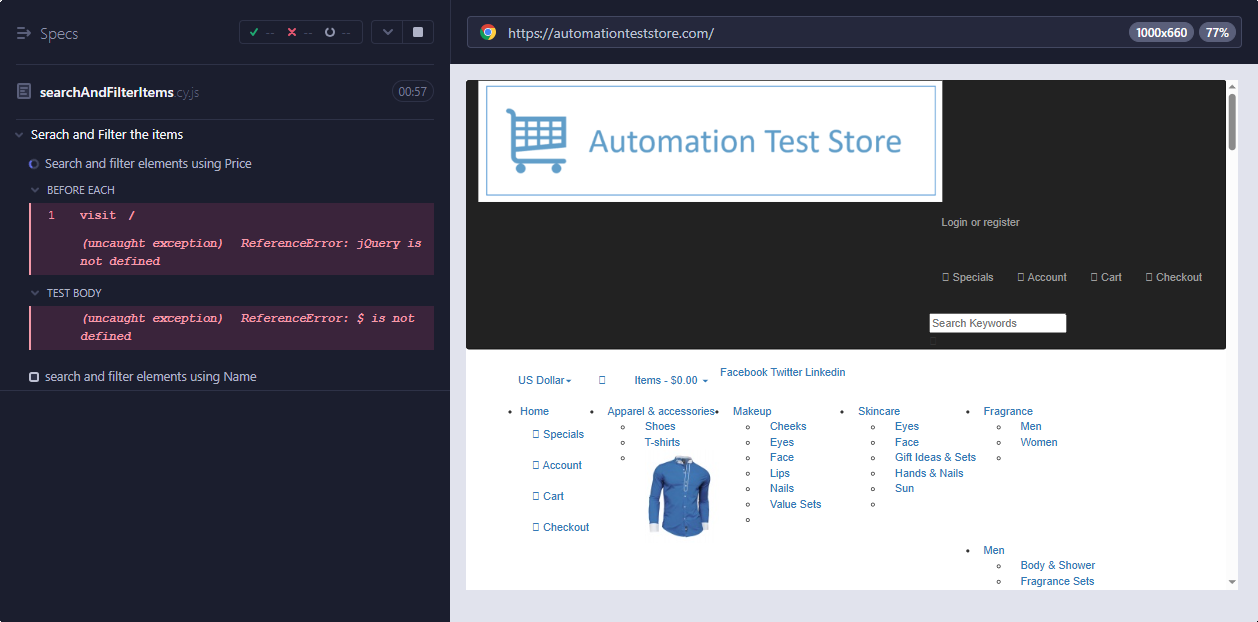 Specs
-- -- --
https://automationteststore.com/
1000x660 77%
searchAndFilterItems.cy.js 00:57
Serach and Filter the items
Search and filter elements using Price
BEFORE EACH
1 visit /
(uncaught exception) ReferenceError: jQuery is
not defined
TEST BODY
(uncaught exception) ReferenceError: $ is not
defined
search and filter elements using Name
Automation Test Store
Login or register
Specials Account Cart Checkout
Search Keywords
US Dollar Items - $0.00 Facebook Twitter Linkedin
Home
Specials
Account
Cart
Checkout
Apparel & accessories
Shoes
T-shirts
Makeup
Cheeks
Eyes
Face
Lips
Nails
Value Sets
Skincare
Eyes
Face
Gift Ideas & Sets
Hands & Nails
Sun
Fragrance
Men
Women
Men
Body & Shower
Fragrance Sets